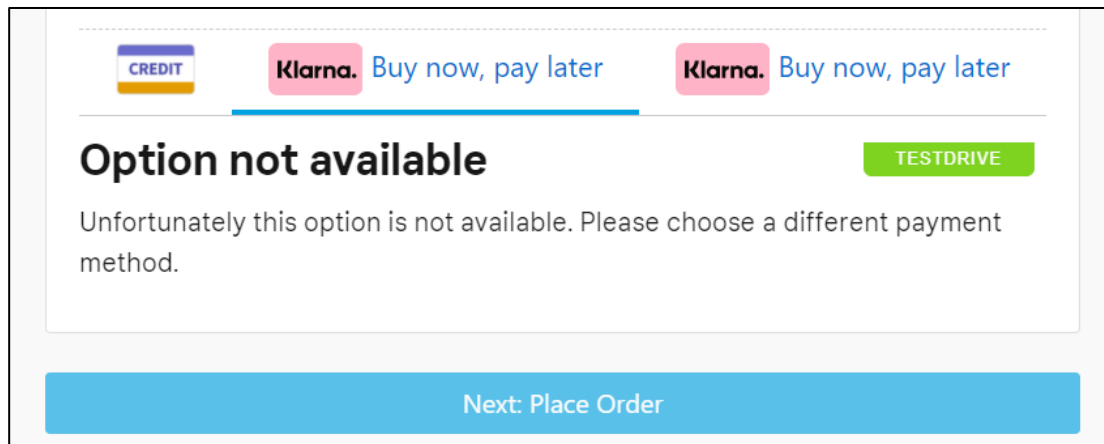 CREDIT Klarna. Buy now, pay later Klarna. Buy now, pay later
Option not available TESTDRIVE
Unfortunately this option is not available. Please choose a different payment
method.
Next: Place Order